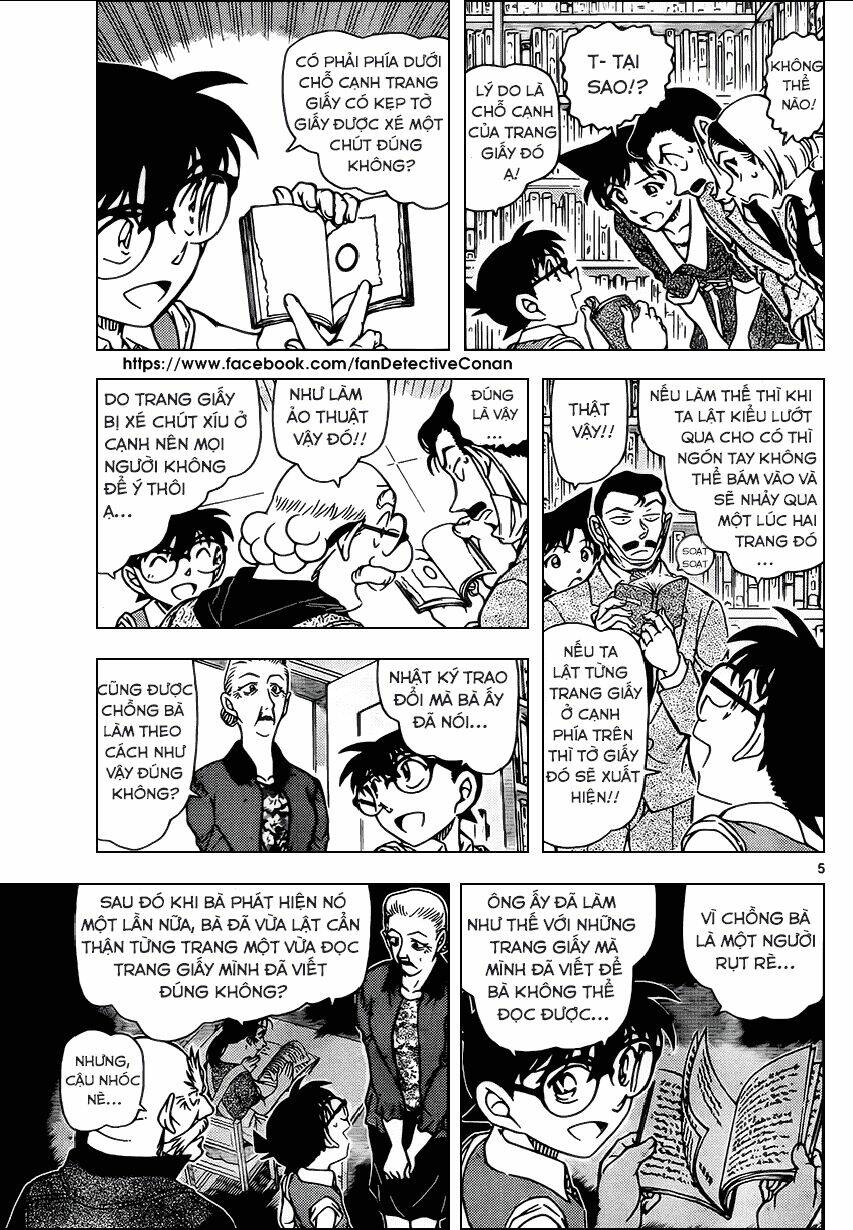 KHÔNG
THỂ
NÀO!
T- TẠI
SAO!?
LÝ DO LÀ
CHỖ CẠNH
CỦA TRANG
GIẤY ĐÓ
Ạ!
CÓ PHẢI PHÍA DƯỚI
CHỖ CẠNH TRANG
GIẤY CÓ KẸP TỜ
GIẤY ĐƯỢC XÉ MỘT
CHÚT ĐÚNG
KHÔNG?
https://www.facebook.com/fanDetectiveConan
NẾU LÀM THẾ THÌ KHI
TA LẬT KIỂU LƯỚT
QUA CHO CÓ THÌ
NGÓN TAY KHÔNG
THỂ BÁM VÀO VÀ
SẼ NHẢY QUA
MỘT LÚC HAI
TRANG ĐÓ
...
THẬT
VẬY!!
SOẠT
SOẠT
NẾU TA
LẬT TỪNG
TRANG GIẤY
Ở CẠNH
PHÍA TRÊN
THÌ TỜ GIẤY
ĐÓ SẼ XUẤT
HIỆN!!
ĐÚNG
LÀ VẬY
...
NHƯ LÀM
ẢO THUẬT
VẬY ĐÓ!!
DO TRANG GIẤY
BỊ XÉ CHÚT XÍU Ở
CẠNH NÊN MỌI
NGƯỜI KHÔNG
ĐỂ Ý THÔI
Ạ...
NHẬT KÝ TRAO
ĐỔI MÀ BÀ ẤY
ĐÃ NÓI...
CŨNG ĐƯỢC
CHỒNG BÀ
LÀM THEO
CÁCH NHƯ
VẬY ĐÚNG
KHÔNG?
5
VÌ CHỒNG BÀ
LÀ MỘT NGƯỜI
RỤT RÈ...
ÔNG ẤY ĐÃ LÀM
NHƯ THẾ VỚI NHỮNG
TRANG GIẤY MÀ
MÌNH ĐÃ VIẾT ĐỂ
BÀ KHÔNG THỂ
ĐỌC ĐƯỢC...
SAU ĐÓ KHI BÀ PHÁT HIỆN NÓ
MỘT LẦN NỮA, BÀ ĐÃ VỪA LẬT CẨN
THẬN TỪNG TRANG MỘT VỪA ĐỌC
TRANG GIẤY MÌNH ĐÃ VIẾT
ĐÚNG KHÔNG?
NHƯNG,
CẬU NHÓC
NÈ...